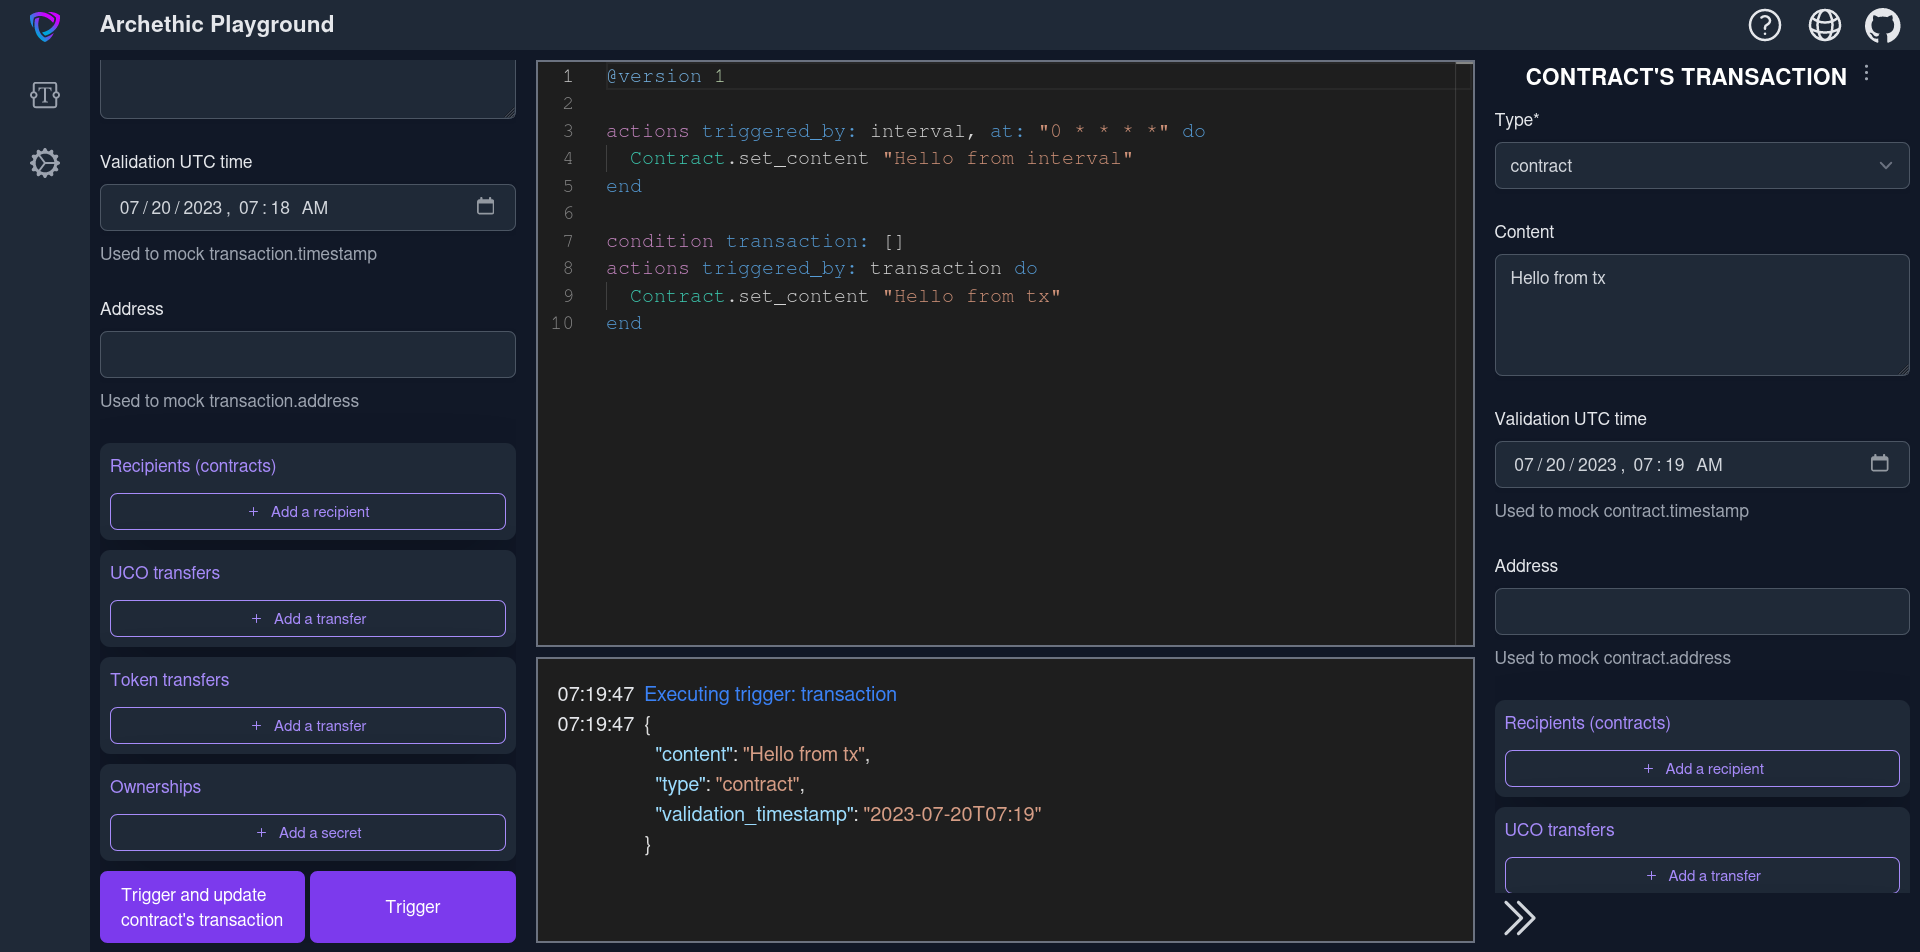 Archethic Playground
Validation UTC time
07/20/2023, 07:18 AM
Used to mock transaction.timestamp
Address
Used to mock transaction.address
Recipients (contracts)
+ Add a recipient
UCO transfers
+ Add a transfer
Token transfers
+ Add a transfer
Ownerships
+ Add a secret
Trigger and update
contract's transaction
Trigger
1 @version 1
2
3 actions triggered_by: interval, at: "0 * * * *" do
4 Contract.set_content "Hello from interval"
5 end
6
7 condition transaction: []
8 actions triggered_by: transaction do
9 Contract.set_content "Hello from tx"
10 end
07:19:47 Executing trigger: transaction
07:19:47 {
"content": "Hello from tx",
"type": "contract",
"validation_timestamp": "2023-07-20T07:19"
}
CONTRACT'S TRANSACTION
Type*
contract
Content
Hello from tx
Validation UTC time
07/20/2023, 07:19 AM
Used to mock contract.timestamp
Address
Used to mock contract.address
Recipients (contracts)
+ Add a recipient
UCO transfers
+ Add a transfer